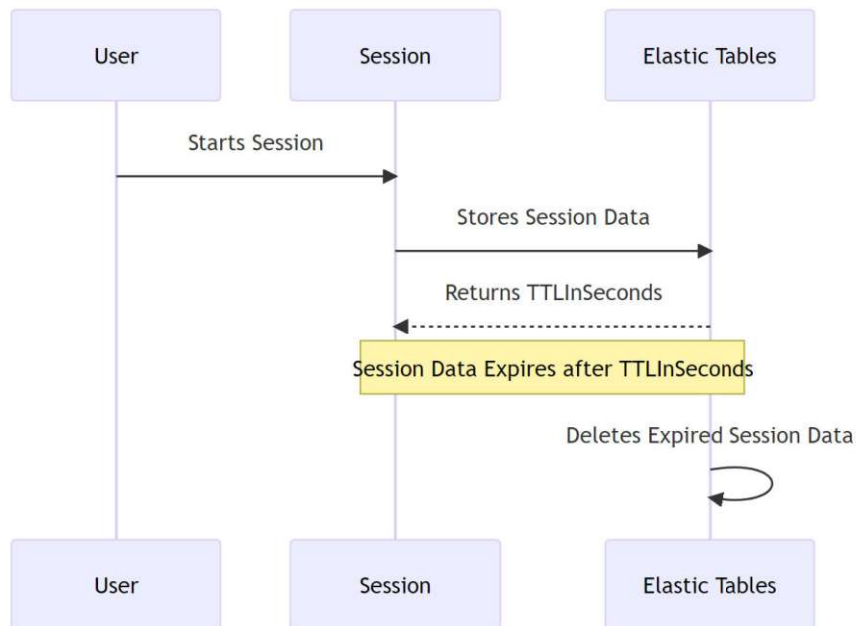 User Session Elastic Tables
Starts Session
Stores Session Data
Returns TTLInSeconds
Session Data Expires after TTLInSeconds
Deletes Expired Session Data
User Session Elastic Tables